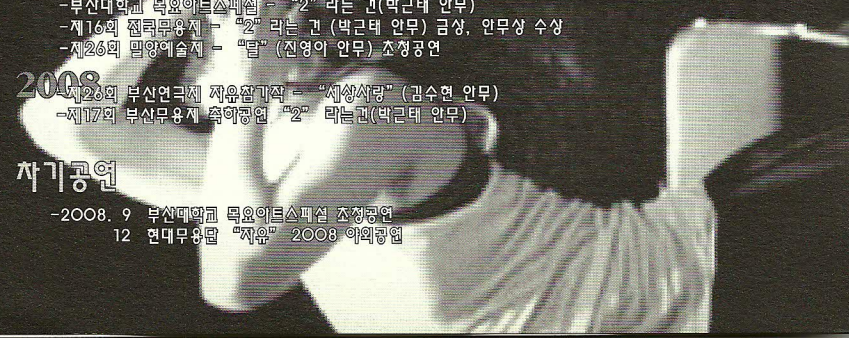 -부산대학교 목요아트스페셜 - “2” 라는 건(박근태 안무)
-제16회 전국무용제 - “2” 라는 건 (박근태 안무) 금상, 안무상 수상
-제26회 밀양예술제 - “달” (진영아 안무) 초청공연
2008
-제26회 부산연극제 자유참가작 - “세상사랑” (김수현 안무)
-제17회 부산무용제 축하공연 “2” 라는건(박근태 안무)
차기공연
-2008. 9 부산대학교 목요아트스페셜 초청공연
12 현대무용단 “자유” 2008 야외공연